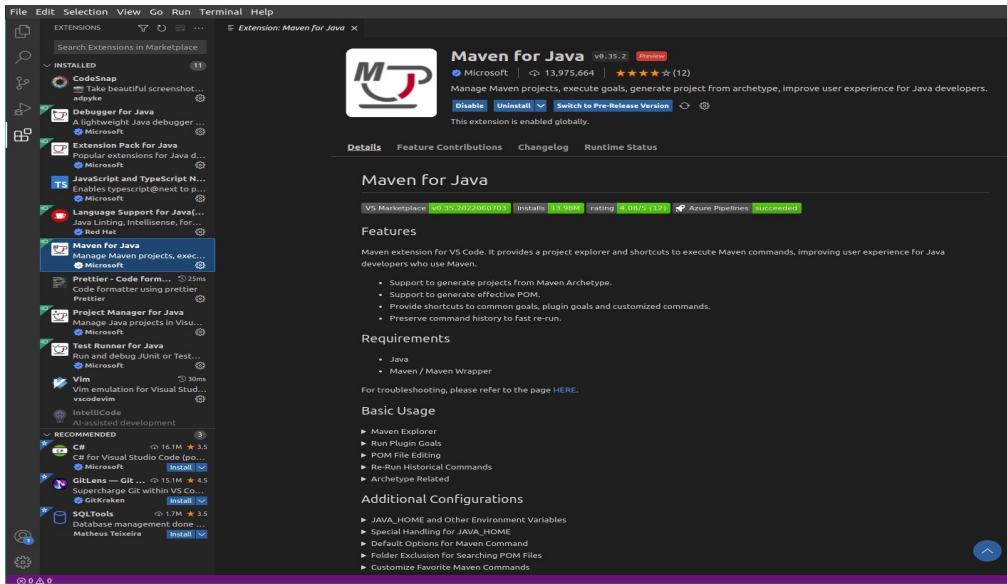 File Edit Selection View Go Run Terminal Help
EXTENSIONS
Search Extensions in Marketplace
INSTALLED 11
CodeSnap
Take beautiful screenshot...
adpyke
Debugger for Java
A lightweight Java debugger ...
Microsoft
Extension Pack for Java
Popular extensions for Java d...
Microsoft
JavaScript and TypeScript N...
Enables typescript@next to p...
Microsoft
Language Support for Java(...
Java Linting, Intellisense, for...
Red Hat
Maven for Java
Manage Maven projects, exec...
Microsoft
Prettier - Code form... 25ms
Code formatter using prettier
Prettier
Project Manager for Java
Manage Java projects in Visu...
Microsoft
Test Runner for Java
Run and debug JUnit or Test...
Microsoft
Vim 30ms
Vim emulation for Visual Stud...
vscodevim
IntelliCode
AI-assisted development
RECOMMENDED 3
C# 16.1M 3.5
C# for Visual Studio Code (po...
Microsoft Install
GitLens — Git ... 15.1M 4.5
Supercharge Git within VS Co...
GitKraken Install
SQLTools 1.7M 3.5
Database management done ...
Matheus Teixeira Install
0 0
Extension: Maven for Java
Maven for Java v0.35.2 Preview
Microsoft 13,975,664 (12)
Manage Maven projects, execute goals, generate project from archetype, improve user experience for Java developers.
Disable Uninstall Switch to Pre-Release Version
This extension is enabled globally.
Details Feature Contributions Changelog Runtime Status
Maven for Java
VS Marketplace v0.35.2022060703 installs 13.98M rating 4.08/5 (12) Azure Pipelines succeeded
Features
Maven extension for VS Code. It provides a project explorer and shortcuts to execute Maven commands, improving user experience for Java
developers who use Maven.
• Support to generate projects from Maven Archetype.
• Support to generate effective POM.
• Provide shortcuts to common goals, plugin goals and customized commands.
• Preserve command history to fast re-run.
Requirements
• Java
• Maven / Maven Wrapper
For troubleshooting, please refer to the page HERE.
Basic Usage
▶ Maven Explorer
▶ Run Plugin Goals
▶ POM File Editing
▶ Re-Run Historical Commands
▶ Archetype Related
Additional Configurations
▶ JAVA_HOME and Other Environment Variables
▶ Special Handling for JAVA_HOME
▶ Default Options for Maven Command
▶ Folder Exclusion for Searching POM Files
▶ Customize Favorite Maven Commands